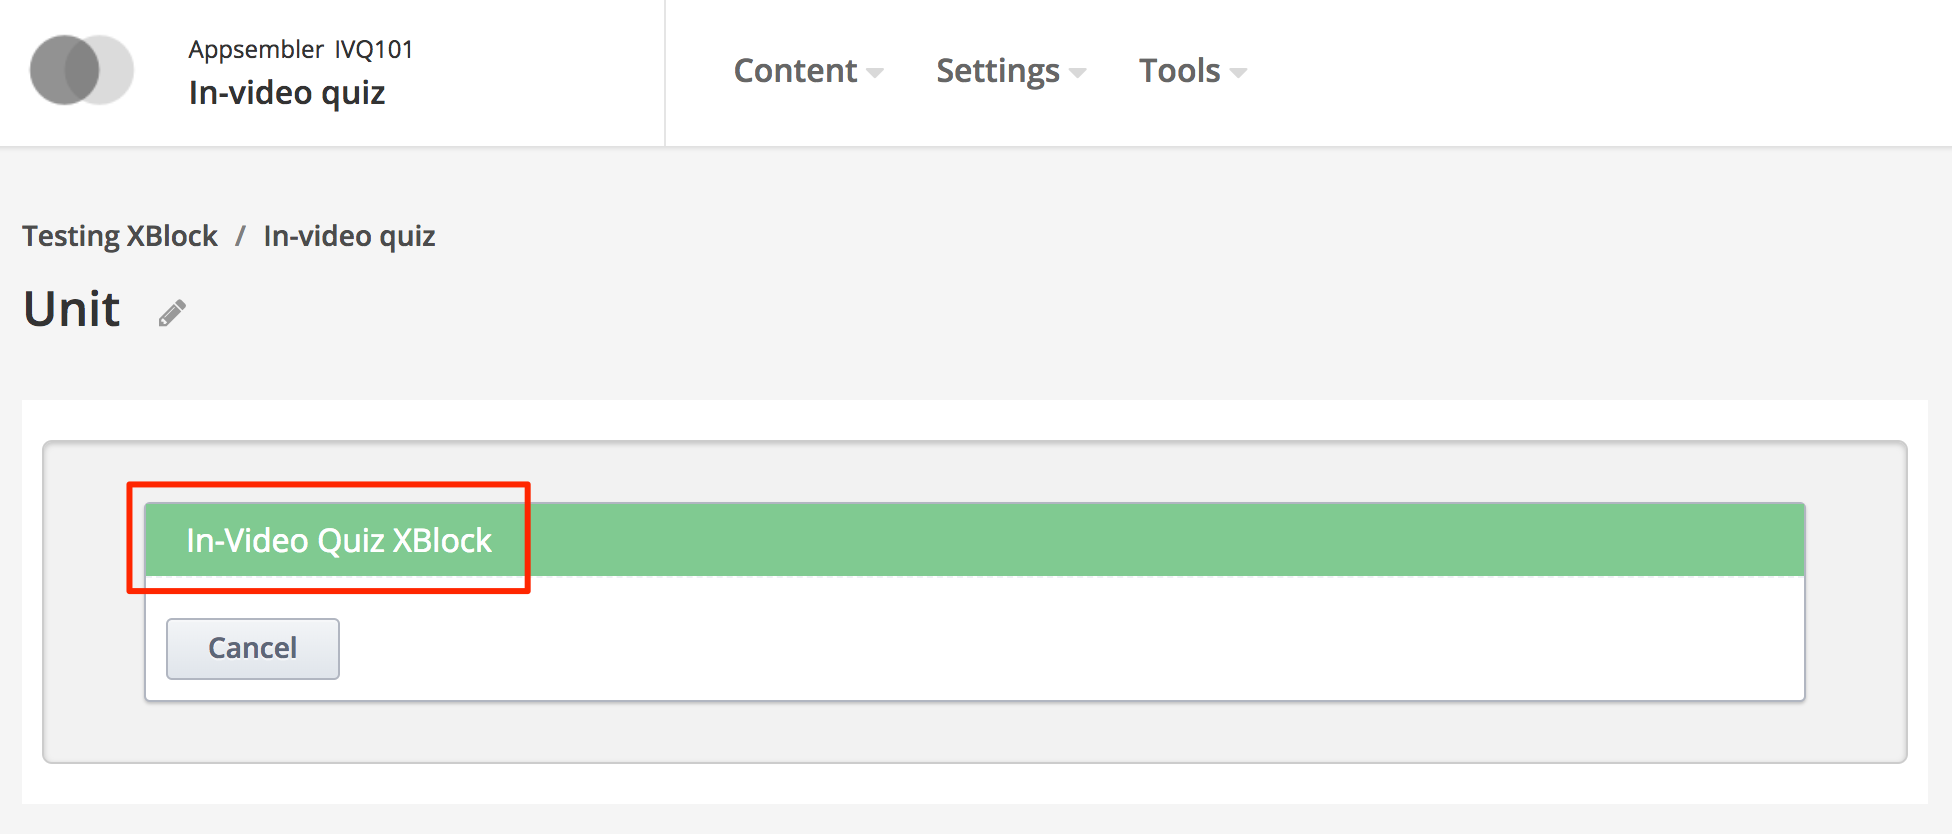 Appsembler IVQ101
In-video quiz
Content Settings Tools
Testing XBlock / In-video quiz
Unit
In-Video Quiz XBlock
Cancel